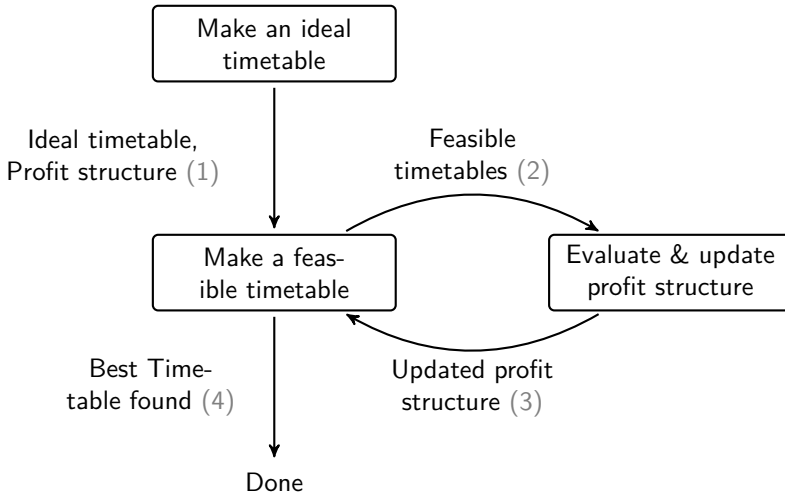 Make an ideal
timetable
Ideal timetable,
Profit structure (1)
Feasible
timetables (2)
Make a feas-
ible timetable
Evaluate & update
profit structure
Best Time-
table found (4)
Updated profit
structure (3)
Done